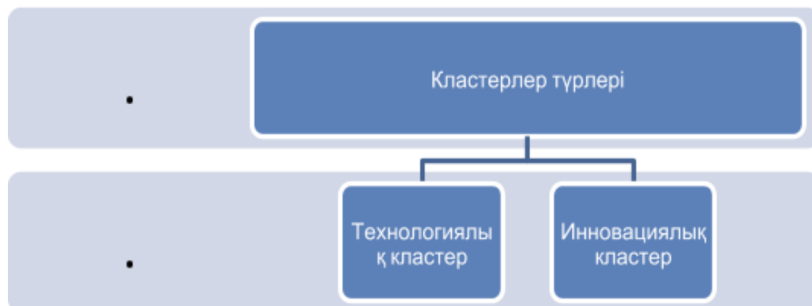 Кластерлер түрлері
Технологиялы
қ кластер
Инновациялық
кластер